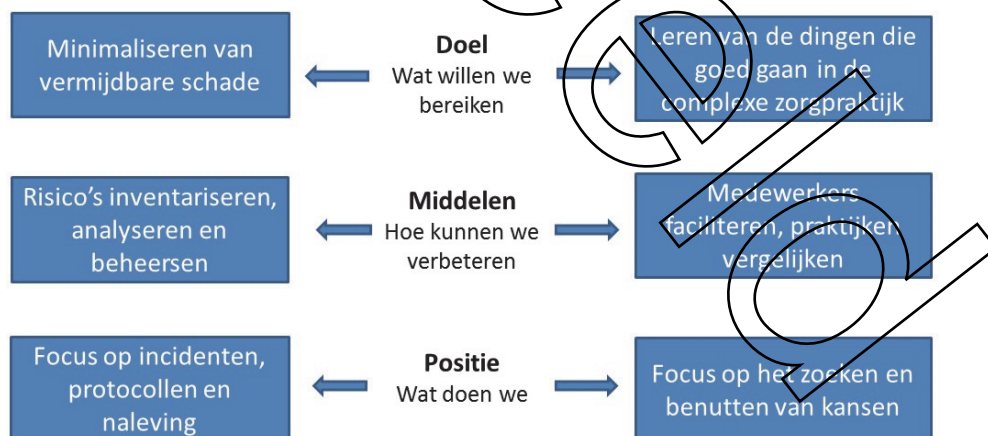 Minimaliseren van
vermijdbare schade
Doel
Wat willen we
bereiken
Leren van de dingen die
goed gaan in de
complexe zorgpraktijk
Risico’s inventariseren,
analyseren en
beheersen
Middelen
Hoe kunnen we
verbeteren
Medewerkers
faciliteren, praktijken
vergelijken
Focus op incidenten,
protocollen en
naleving
Positie
Wat doen we
Focus op het zoeken en
benutten van kansen